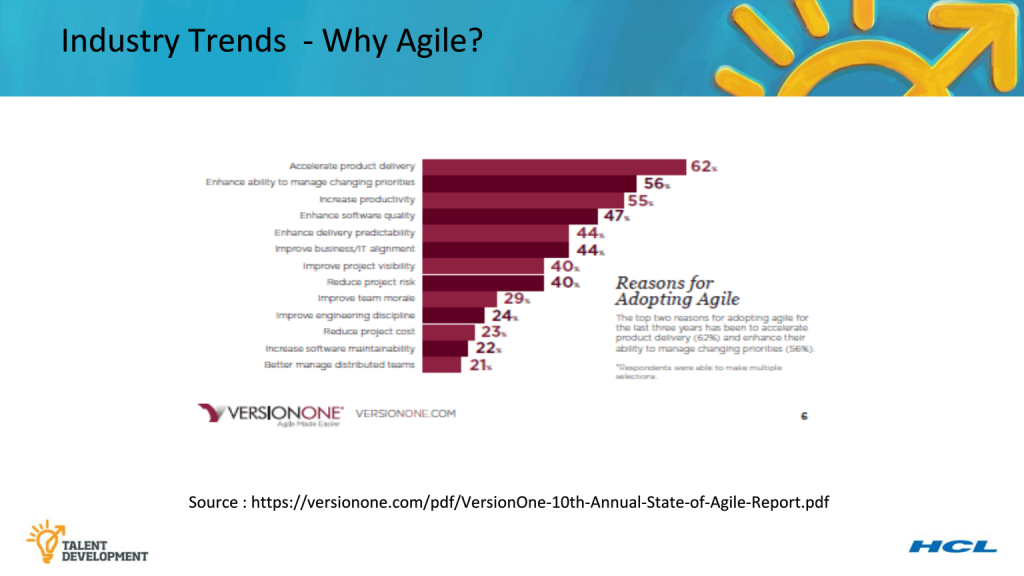 Industry Trends - Why Agile?
Accelerate product delivery 62%
Enhance ability to manage changing priorities 56%
Increase productivity 55%
Enhance software quality 47%
Enhance delivery predictability 44%
Improve business/IT alignment 44%
Improve project visibility 40%
Reduce project risk 40%
Improve team morale 29%
Improve engineering discipline 24%
Reduce project cost 23%
Increase software maintainability 22%
Better manage distributed teams 21%
Reasons for
Adopting Agile
The top two reasons for adopting agile for
the last three years has been to accelerate
product delivery (62%) and enhance their
ability to manage changing priorities (56%).
*Respondents were able to make multiple
selections.
VERSIONONE® VERSIONONE.COM
Agile Made Easier
6
Source : https://versionone.com/pdf/VersionOne-10th-Annual-State-of-Agile-Report.pdf
TALENT
DEVELOPMENT
HCL